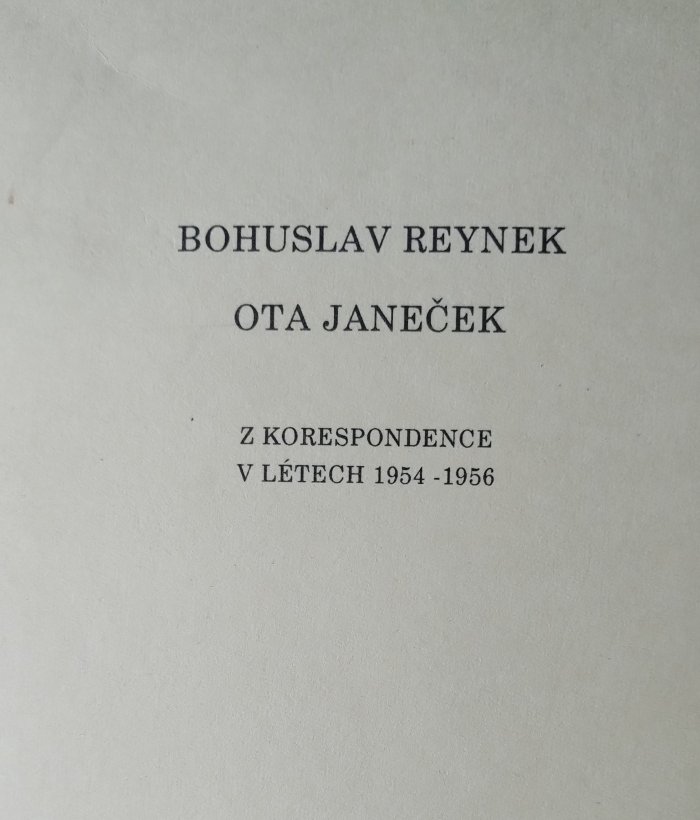 BOHUSLAV REYNEK
OTA JANEČEK
Z KORESPONDENCE
V LÉTECH 1954 -1956